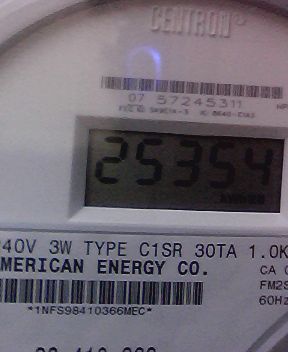 CENTRON
07 57245311
25354
40V 3W TYPE C1SR 30TA 1.0K
MERICAN ENERGY CO.
CA
FM2S
60Hz
*1NFS98410366MEC*